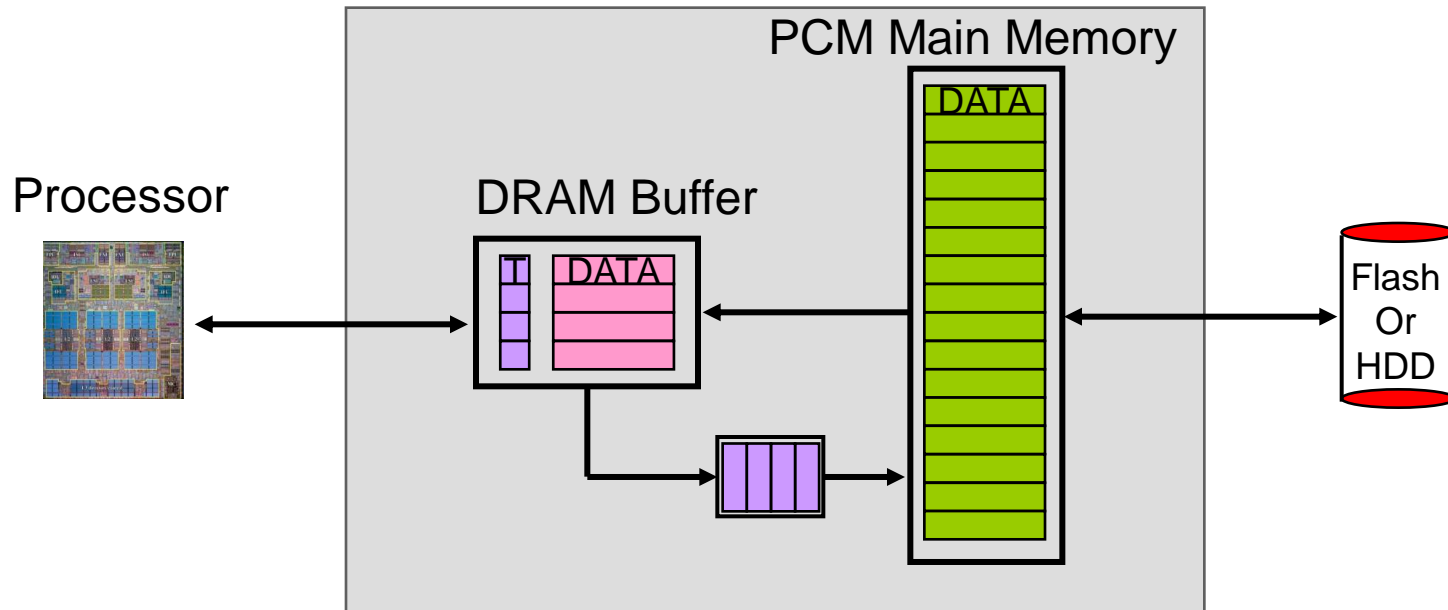 PCM Main Memory
DATA
Processor
DRAM Buffer
T
DATA
Flash
Or
HDD